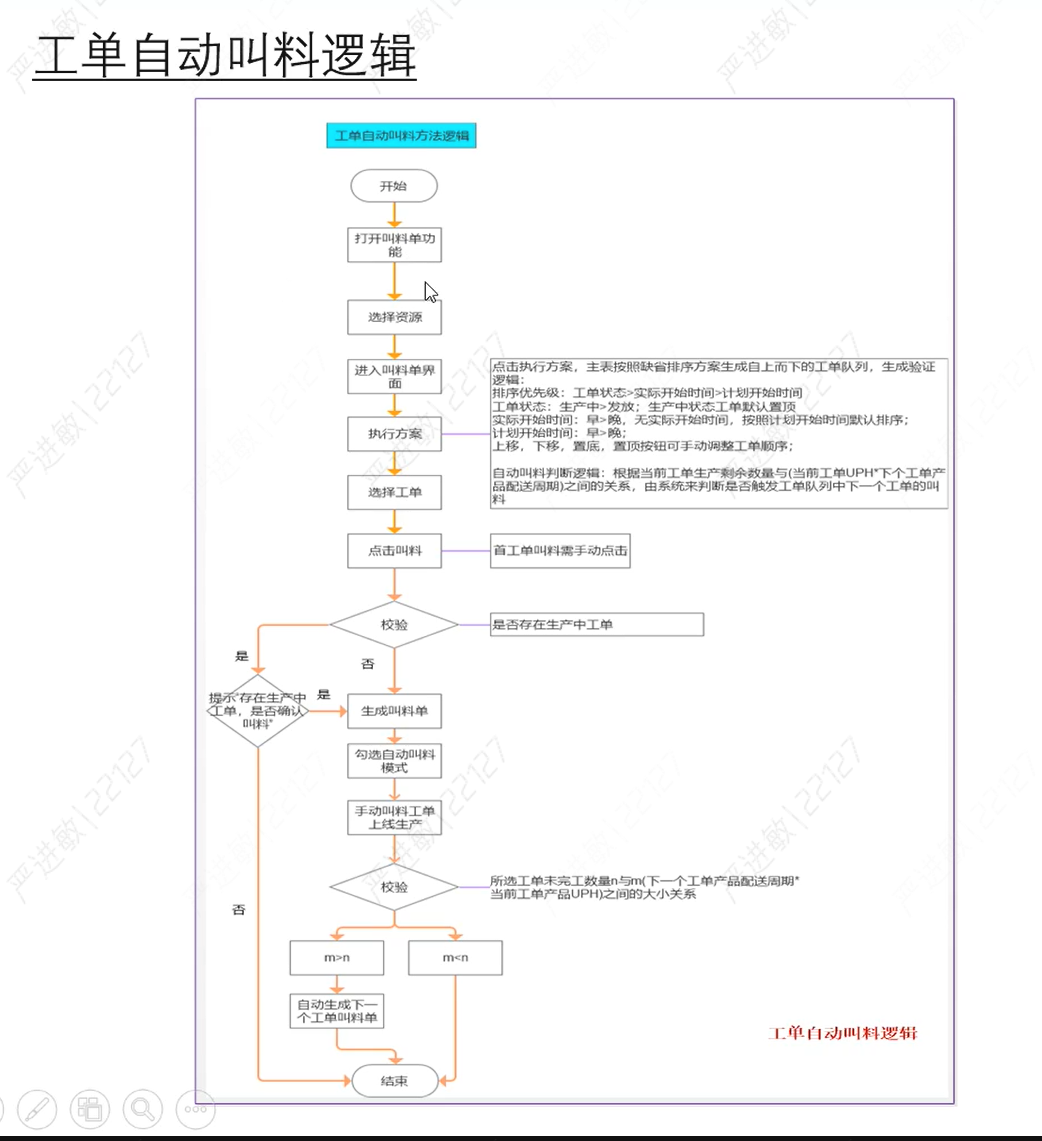 工单自动叫料逻辑
工单自动叫料方法逻辑
开始
打开叫料单功
能
选择资源
进入叫料单界
面
点击执行方案，主表按照缺省排序方案生成自上而下的工单队列，生成验证
逻辑：
排序优先级：工单状态>实际开始时间>计划开始时间
工单状态：生产中>发放；生产中状态工单默认置顶
实际开始时间：早>晚，无实际开始时间，按照计划开始时间默认排序；
计划开始时间：早>晚；
上移，下移，置底，置顶按钮可手动调整工单顺序；
自动叫料判断逻辑：根据当前工单生产剩余数量与(当前工单UPH*下个工单产
品配送周期)之间的关系，由系统来判断是否触发工单队列中下一个工单的叫
料
执行方案
选择工单
点击叫料
首工单叫料需手动点击
校验
是否存在生产中工单
是
否
提示"存在生产中
工单，是否确认
叫料"
是
生成叫料单
勾选自动叫料
模式
手动叫料工单
上线生产
校验
所选工单未完工数量n与m(下一个工单产品配送周期*
当前工单产品UPH)之间的大小关系
否
m>n
m<n
自动生成下一
个工单叫料单
工单自动叫料逻辑
结束
严进敏|22127